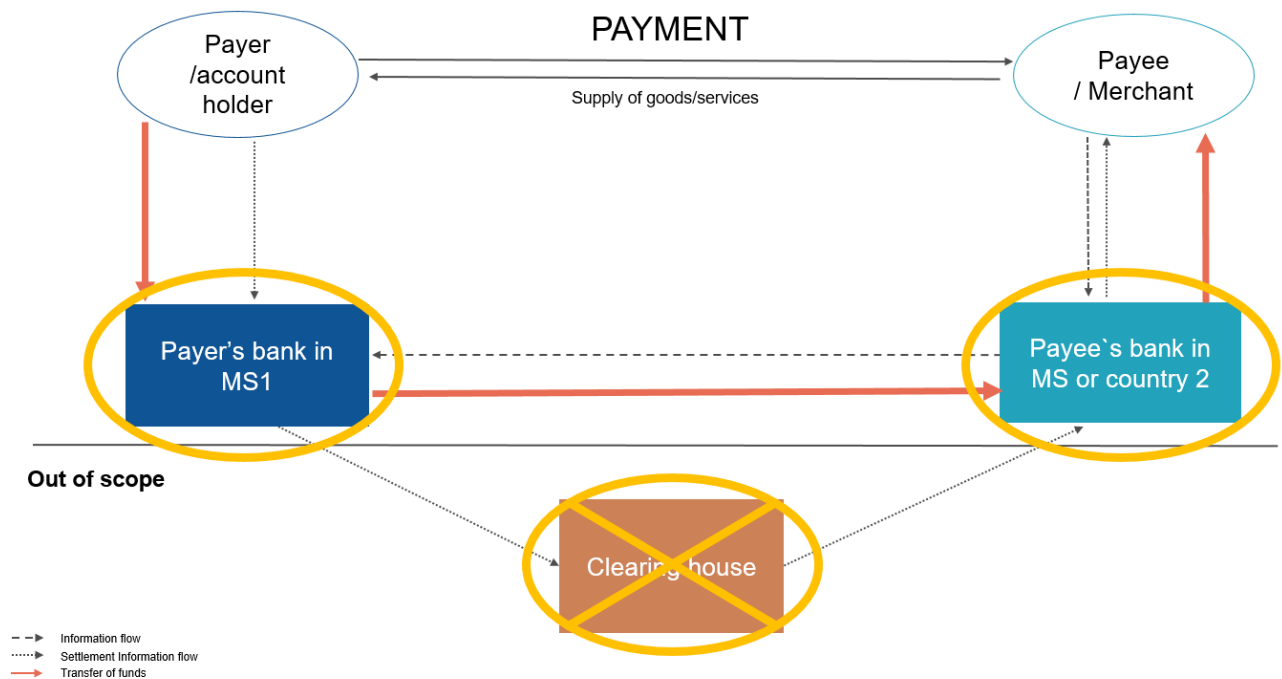 PAYMENT
Payer
/account
holder
Payee
/ Merchant
Supply of goods/services
Payer’s bank in
MS1
Payee`s bank in
MS or country 2
Out of scope
Clearing house
Information flow
Settlement Information flow
Transfer of funds